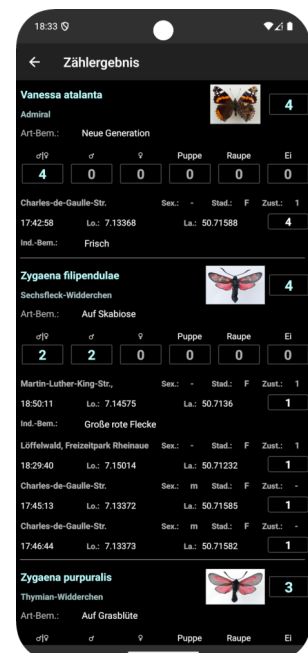 18:33
Zählergebnis
Vanessa atalanta 4
Admiral
Art-Bem.: Neue Generation
♂|♀ ♂ ♀ Puppe Raupe Ei
4 0 0 0 0 0
Charles-de-Gaulle-Str. Sex.: - Stad.: F Zust.: 1
17:42:58 Lo.: 7.13368 La.: 50.71588 4
Ind.-Bem.: Frisch
Zygaena filipendulae 4
Sechsfleck-Widderchen
Art-Bem.: Auf Skabiose
♂|♀ ♂ ♀ Puppe Raupe Ei
2 2 0 0 0 0
Martin-Luther-King-Str., Sex.: - Stad.: F Zust.: 1
18:50:11 Lo.: 7.14575 La.: 50.7136 1
Ind.-Bem.: Große rote Flecke
Löffelwald, Freizeitpark Rheinaue Sex.: - Stad.: F Zust.: 1
18:29:40 Lo.: 7.15014 La.: 50.71232 1
Charles-de-Gaulle-Str. Sex.: m Stad.: F Zust.: -
17:45:13 Lo.: 7.13372 La.: 50.71585 1
Charles-de-Gaulle-Str. Sex.: m Stad.: F Zust.: -
17:46:44 Lo.: 7.13373 La.: 50.71582 1
Zygaena purpuralis 3
Thymian-Widderchen
Art-Bem.: Auf Grasblüte
♂|♀ ♂ ♀ Puppe Raupe Ei